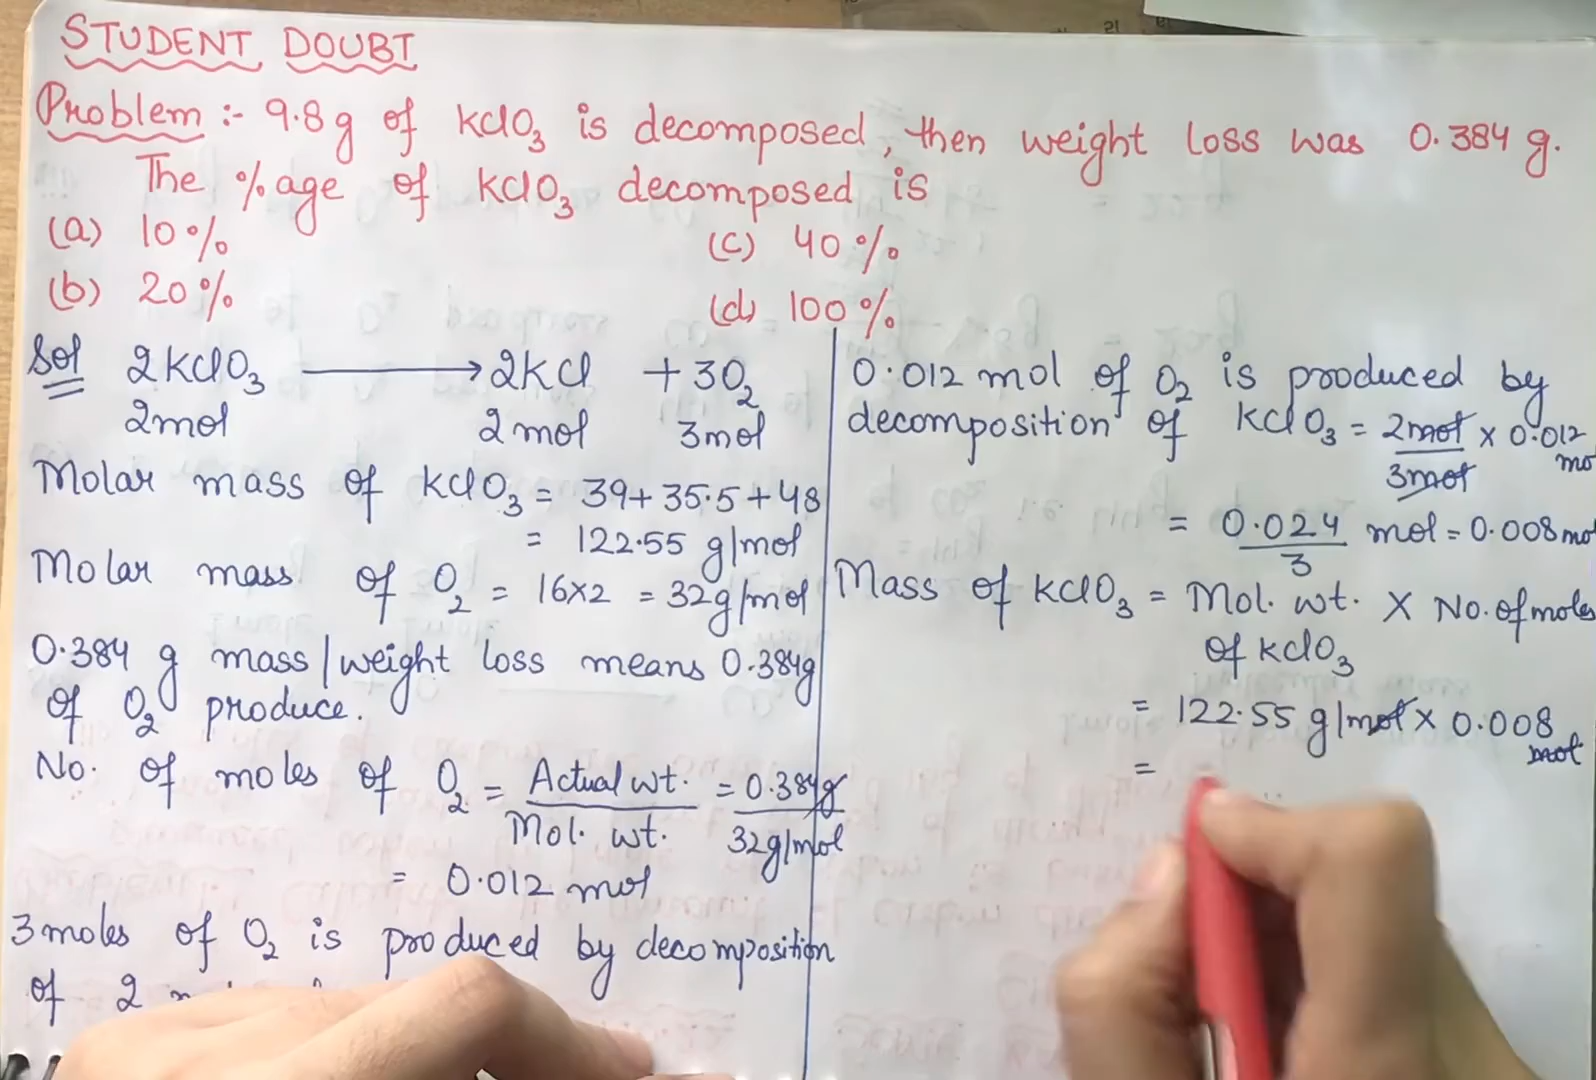 STUDENT DOUBT
Problem :- 9.8 g of KClO3 is decomposed, then weight loss was 0.384 g.
The %age of KClO3 decomposed is
(a) 10%
(c) 40%
(b) 20%
(d) 100%
Sol 2KClO3 → 2KCl + 3O2
2mol 2mol 3mol
Molar mass of KClO3 = 39+35.5+48
= 122.55 g/mol
Molar mass of O2 = 16×2 = 32g/mol
0.384 g mass/weight loss means 0.384g
of O2 produce.
No. of moles of O2 = Actual wt. / Mol. wt. = 0.384g / 32g/mol
= 0.012 mol
3 moles of O2 is produced by decomposition
of 2
0.012 mol of O2 is produced by
decomposition of KClO3 = 2mol / 3mol × 0.012
mo
= 0.024 / 3 mol = 0.008 mo
Mass of KClO3 = Mol. wt. × No. of moles
of KClO3
= 122.55 g/mol × 0.008
mol
=